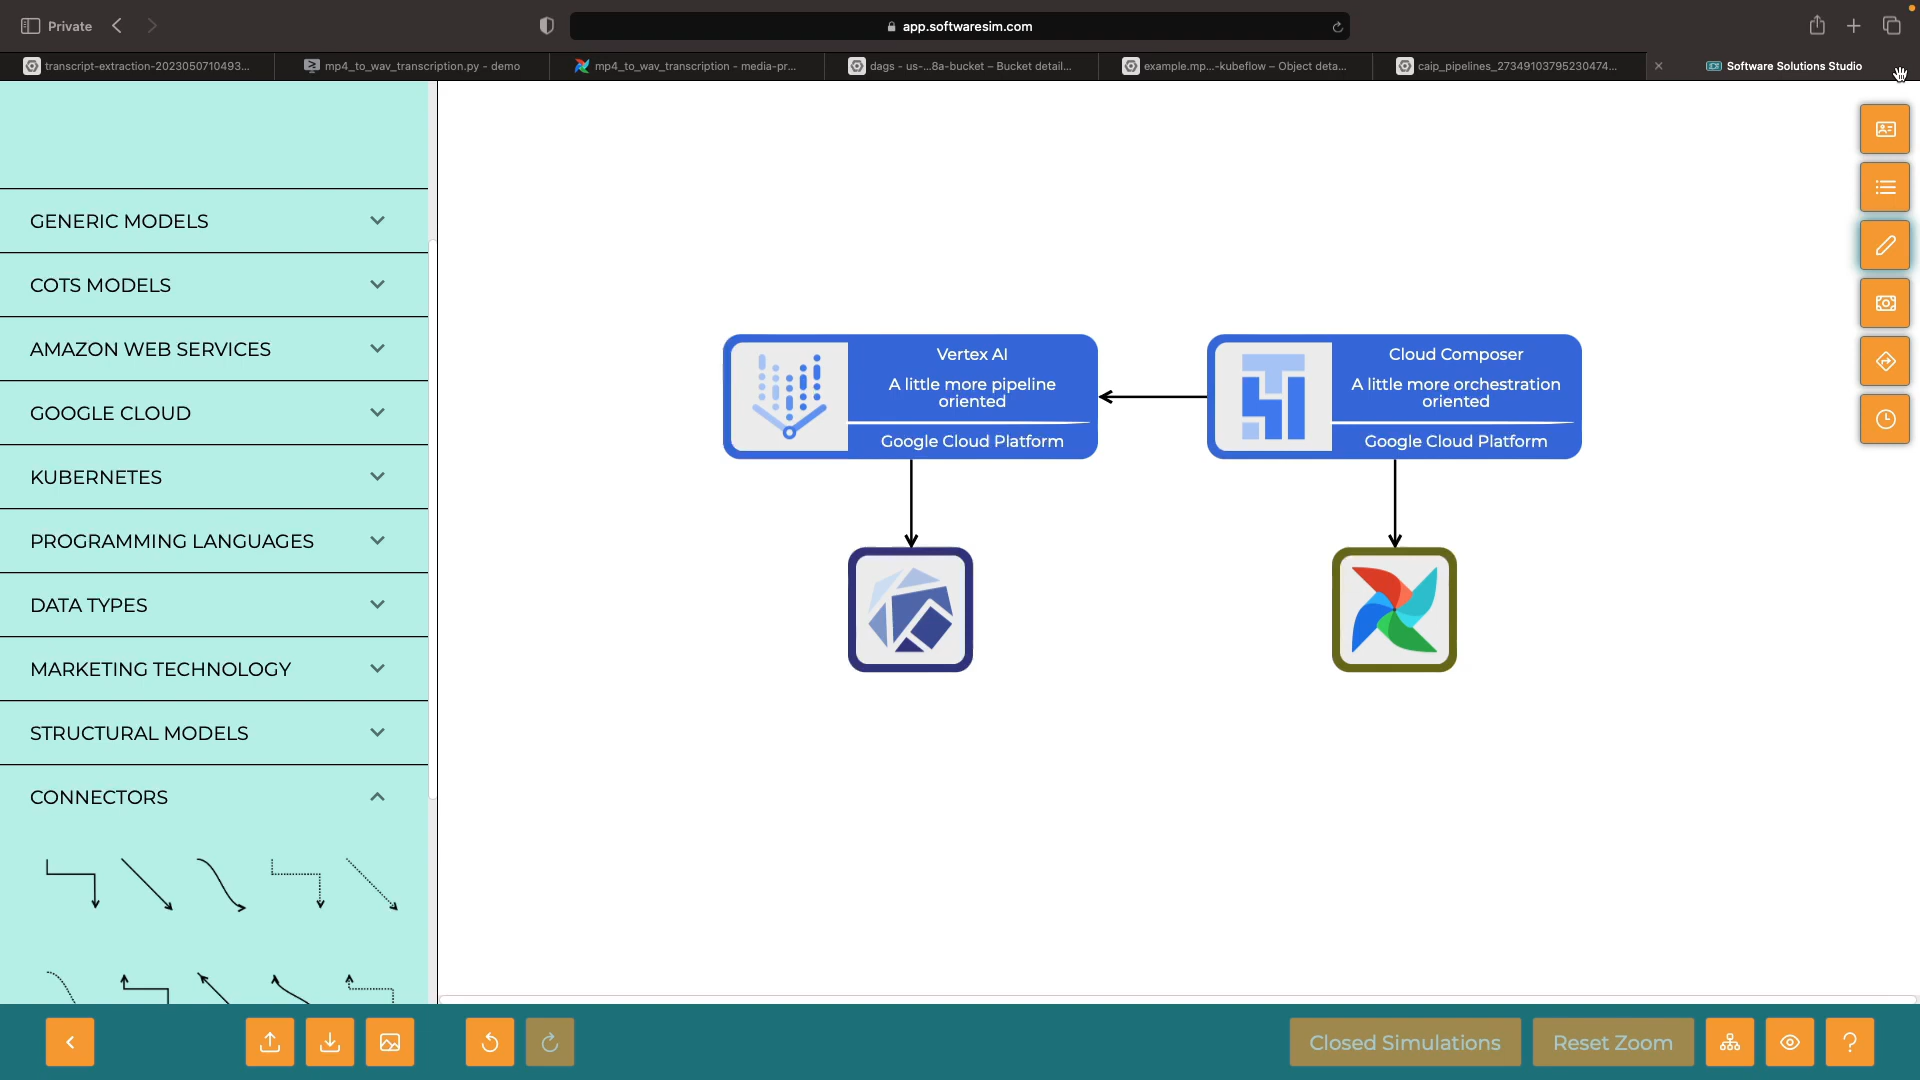 Private
app.softwaresim.com
transcript-extraction-2023050710493...
mp4_to_wav_transcription.py - demo
mp4_to_wav_transcription – media-pr...
dags - us-...8a-bucket – Bucket detail...
example.mp...-kubeflow – Object deta...
caip_pipelines_27349103795230474...
Software Solutions Studio
GENERIC MODELS
COTS MODELS
AMAZON WEB SERVICES
GOOGLE CLOUD
KUBERNETES
PROGRAMMING LANGUAGES
DATA TYPES
MARKETING TECHNOLOGY
STRUCTURAL MODELS
CONNECTORS
Vertex AI
A little more pipeline
oriented
Google Cloud Platform
Cloud Composer
A little more orchestration
oriented
Google Cloud Platform
Closed Simulations
Reset Zoom